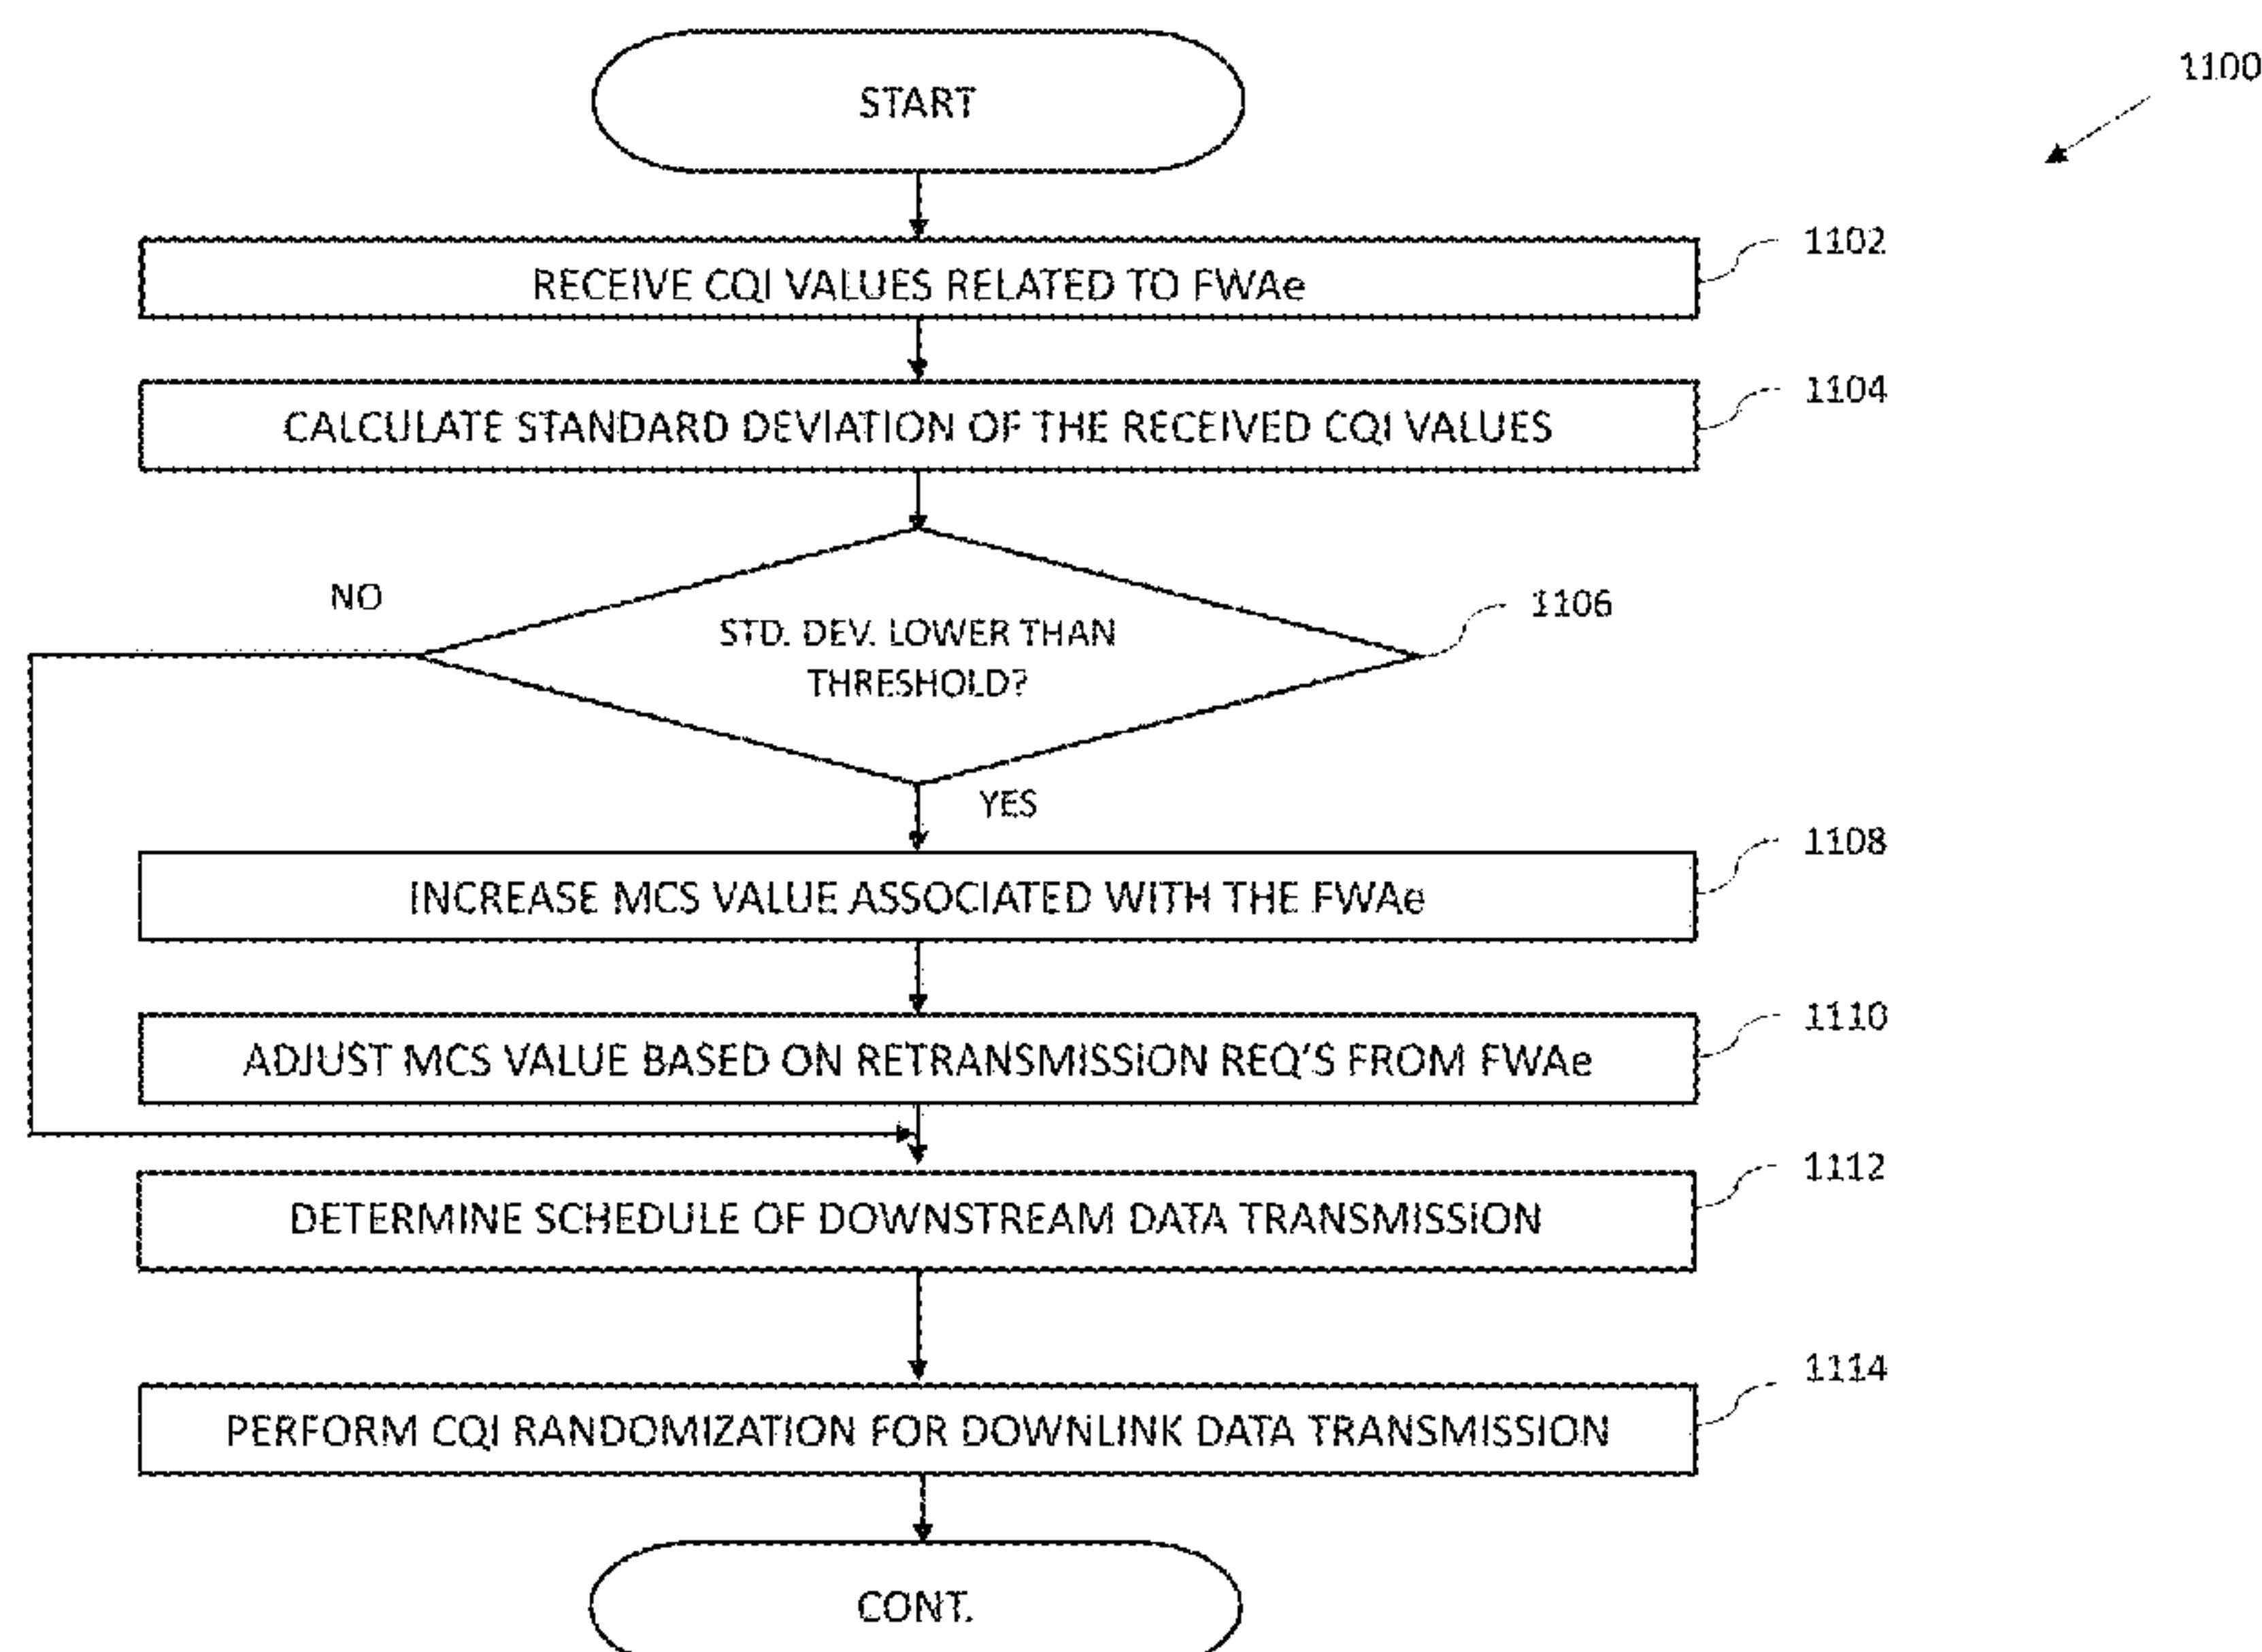 START
1100
RECEIVE CQI VALUES RELATED TO FWAe
1102
CALCULATE STANDARD DEVIATION OF THE RECEIVED CQI VALUES
1104
NO
STD. DEV. LOWER THAN
THRESHOLD?
1106
YES
INCREASE MCS VALUE ASSOCIATED WITH THE FWAe
1108
ADJUST MCS VALUE BASED ON RETRANSMISSION REQ'S FROM FWAe
1110
DETERMINE SCHEDULE OF DOWNSTREAM DATA TRANSMISSION
1112
PERFORM CQI RANDOMIZATION FOR DOWNLINK DATA TRANSMISSION
1114
CONT.